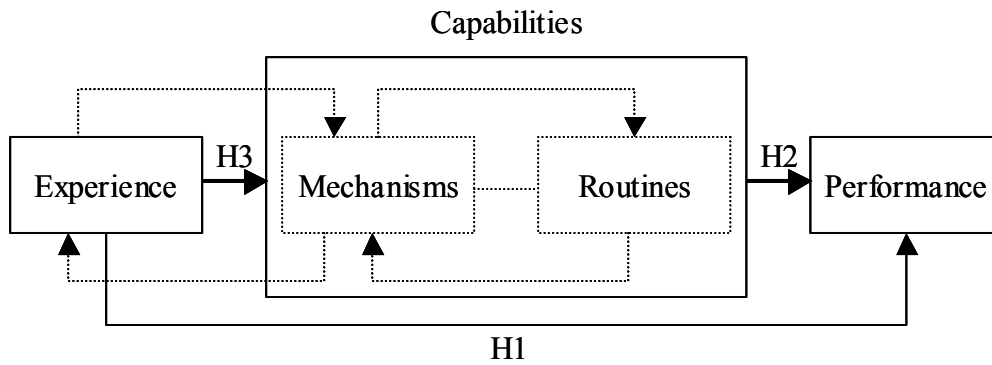 Capabilities
H3
H2
Experience
Mechanisms
Routines
Performance
H1